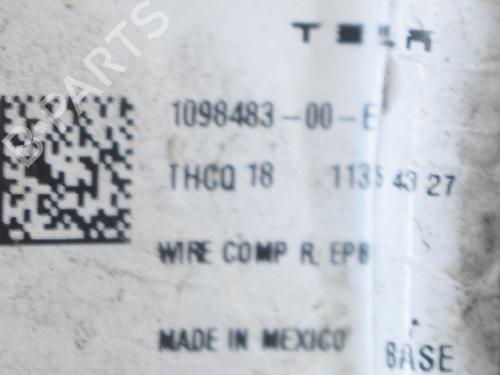 TESLA
B-PARTS
1098483-00-E
THCQ 18 1135 43 27
WIRE COMP R, EPB
MADE IN MEXICO
BASE